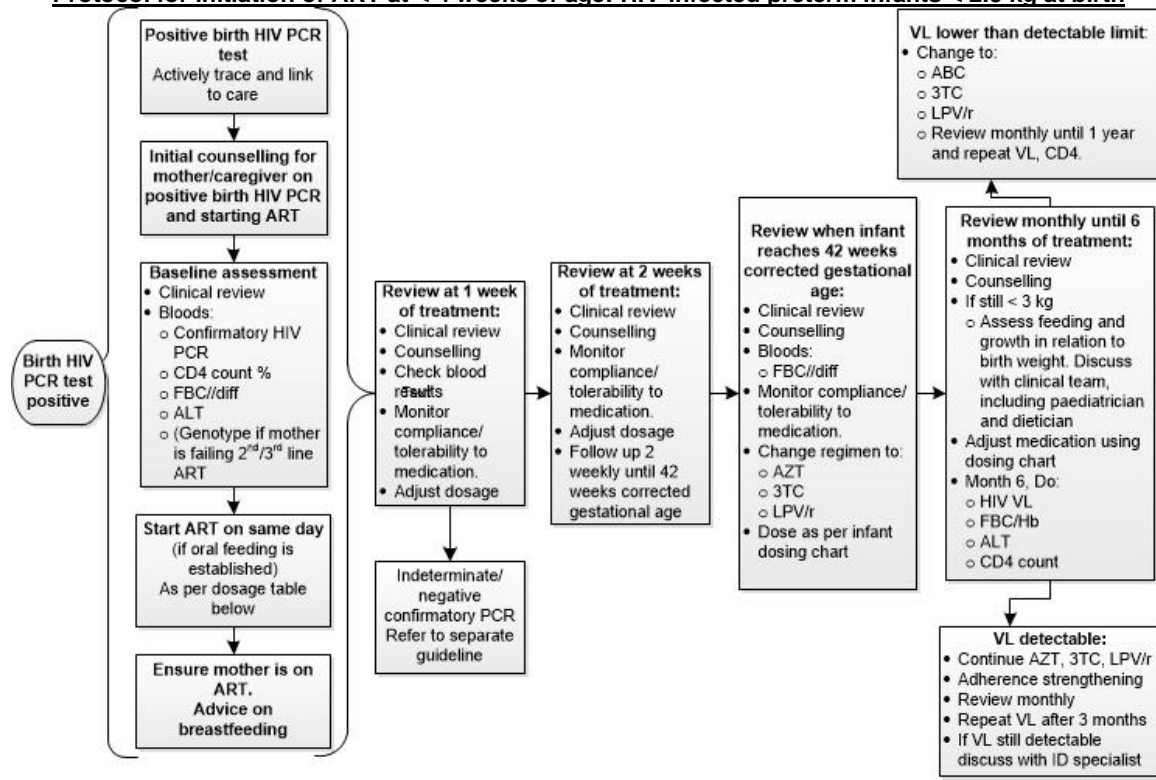 Protocol for initiation of ART at < 4 weeks of age: HIV infected preterm infants < 2.5 kg at birth
Birth HIV
PCR test
positive
Positive birth HIV PCR
test
Actively trace and link
to care
Initial counselling for
mother/caregiver on
positive birth HIV PCR
and starting ART
Baseline assessment
• Clinical review
• Bloods:
o Confirmatory HIV
PCR
o CD4 count %
o FBC//diff
o ALT
o (Genotype if mother
is failing 2nd/3rd line
ART
Start ART on same day
(if oral feeding is
established)
As per dosage table
below
Ensure mother is on
ART.
Advice on
breastfeeding
Review at 1 week
of treatment:
• Clinical review
• Counselling
• Check blood
results
• Monitor
compliance/
tolerability to
medication.
• Adjust dosage
Indeterminate/
negative
confirmatory PCR
Refer to separate
guideline
Review at 2 weeks
of treatment:
• Clinical review
• Counselling
• Monitor
compliance/
tolerability to
medication.
• Adjust dosage
• Follow up 2
weekly until 42
weeks corrected
gestational age
Review when infant
reaches 42 weeks
corrected gestational
age:
• Clinical review
• Counselling
• Bloods:
o FBC//diff
• Monitor compliance/
tolerability to
medication.
• Change regimen to:
o AZT
o 3TC
o LPV/r
• Dose as per infant
dosing chart
VL lower than detectable limit:
• Change to:
o ABC
o 3TC
o LPV/r
o Review monthly until 1 year
and repeat VL, CD4.
Review monthly until 6
months of treatment:
• Clinical review
• Counselling
• If still < 3 kg
o Assess feeding and
growth in relation to
birth weight. Discuss
with clinical team,
including paediatrician
and dietician
• Adjust medication using
dosing chart
• Month 6, Do:
o HIV VL
o FBC/Hb
o ALT
o CD4 count
VL detectable:
• Continue AZT, 3TC, LPV/r
• Adherence strengthening
• Review monthly
• Repeat VL after 3 months
• If VL still detectable
discuss with ID specialist